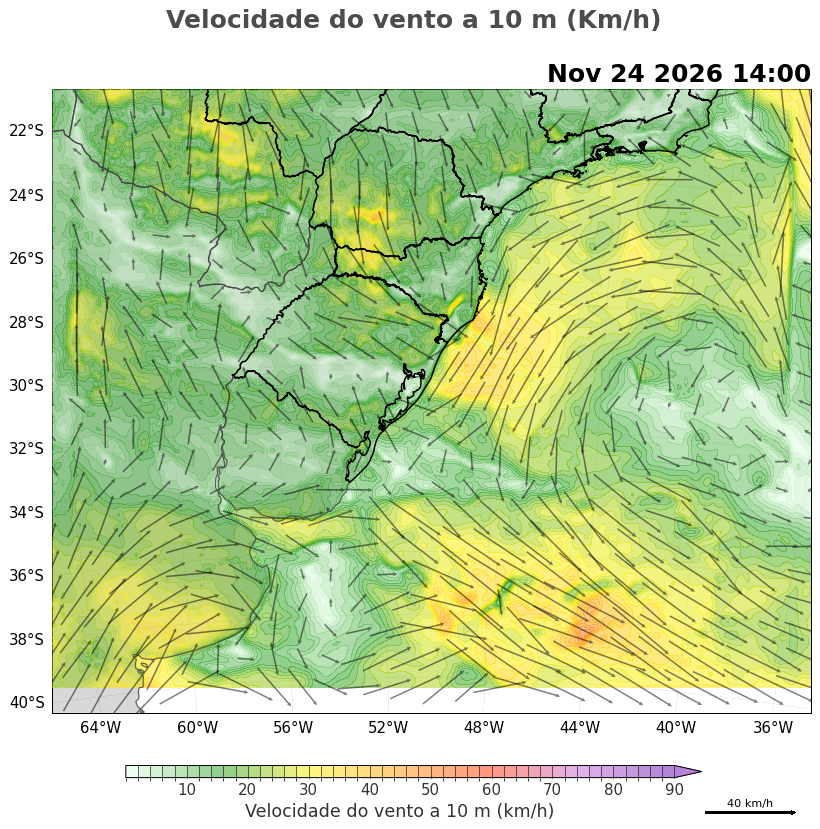 Velocidade do vento a 10 m (Km/h)
Nov 24 2026 14:00
22°S
24°S
26°S
28°S
30°S
32°S
34°S
36°S
38°S
40°S
64°W 60°W 56°W 52°W 48°W 44°W 40°W 36°W
10 20 30 40 50 60 70 80 90
Velocidade do vento a 10 m (km/h)
40 km/h